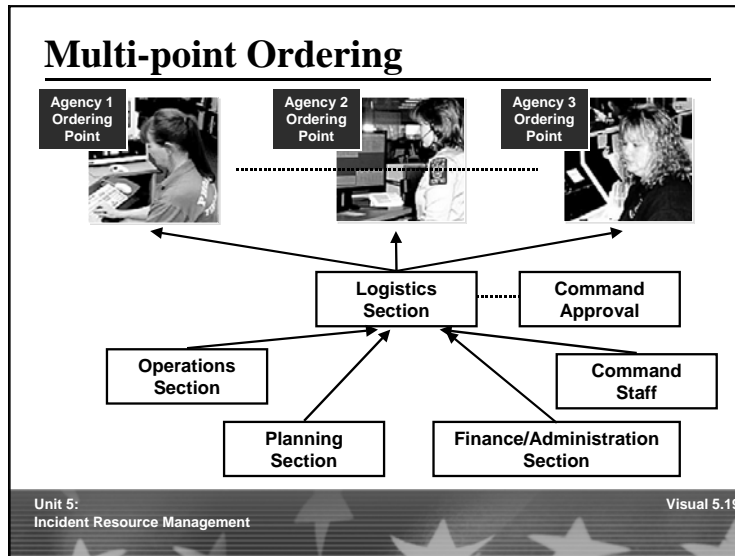 Multi-point Ordering
Agency 1
Ordering
Point
Agency 2
Ordering
Point
Agency 3
Ordering
Point
Logistics
Section
Command
Approval
Operations
Section
Command
Staff
Planning
Section
Finance/Administration
Section
Unit 5:
Incident Resource Management
Visual 5.19